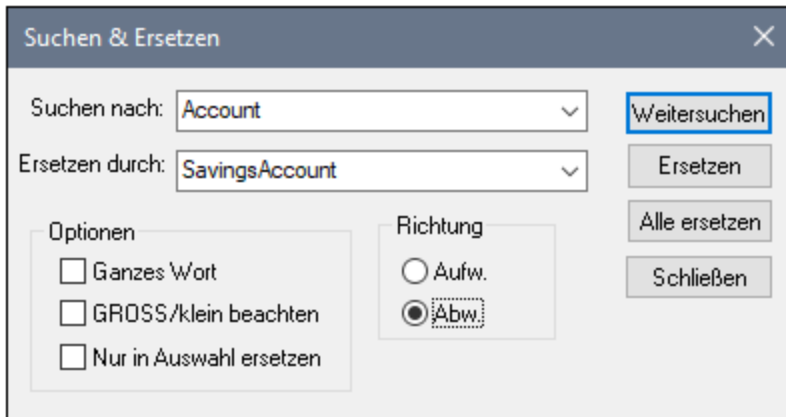 Suchen & Ersetzen
Suchen nach: Account
Weitersuchen
Ersetzen durch: SavingsAccount
Ersetzen
Optionen
Richtung
Alle ersetzen
Ganzes Wort
Aufw.
Schließen
GROSS/klein beachten
Abw.
Nur in Auswahl ersetzen